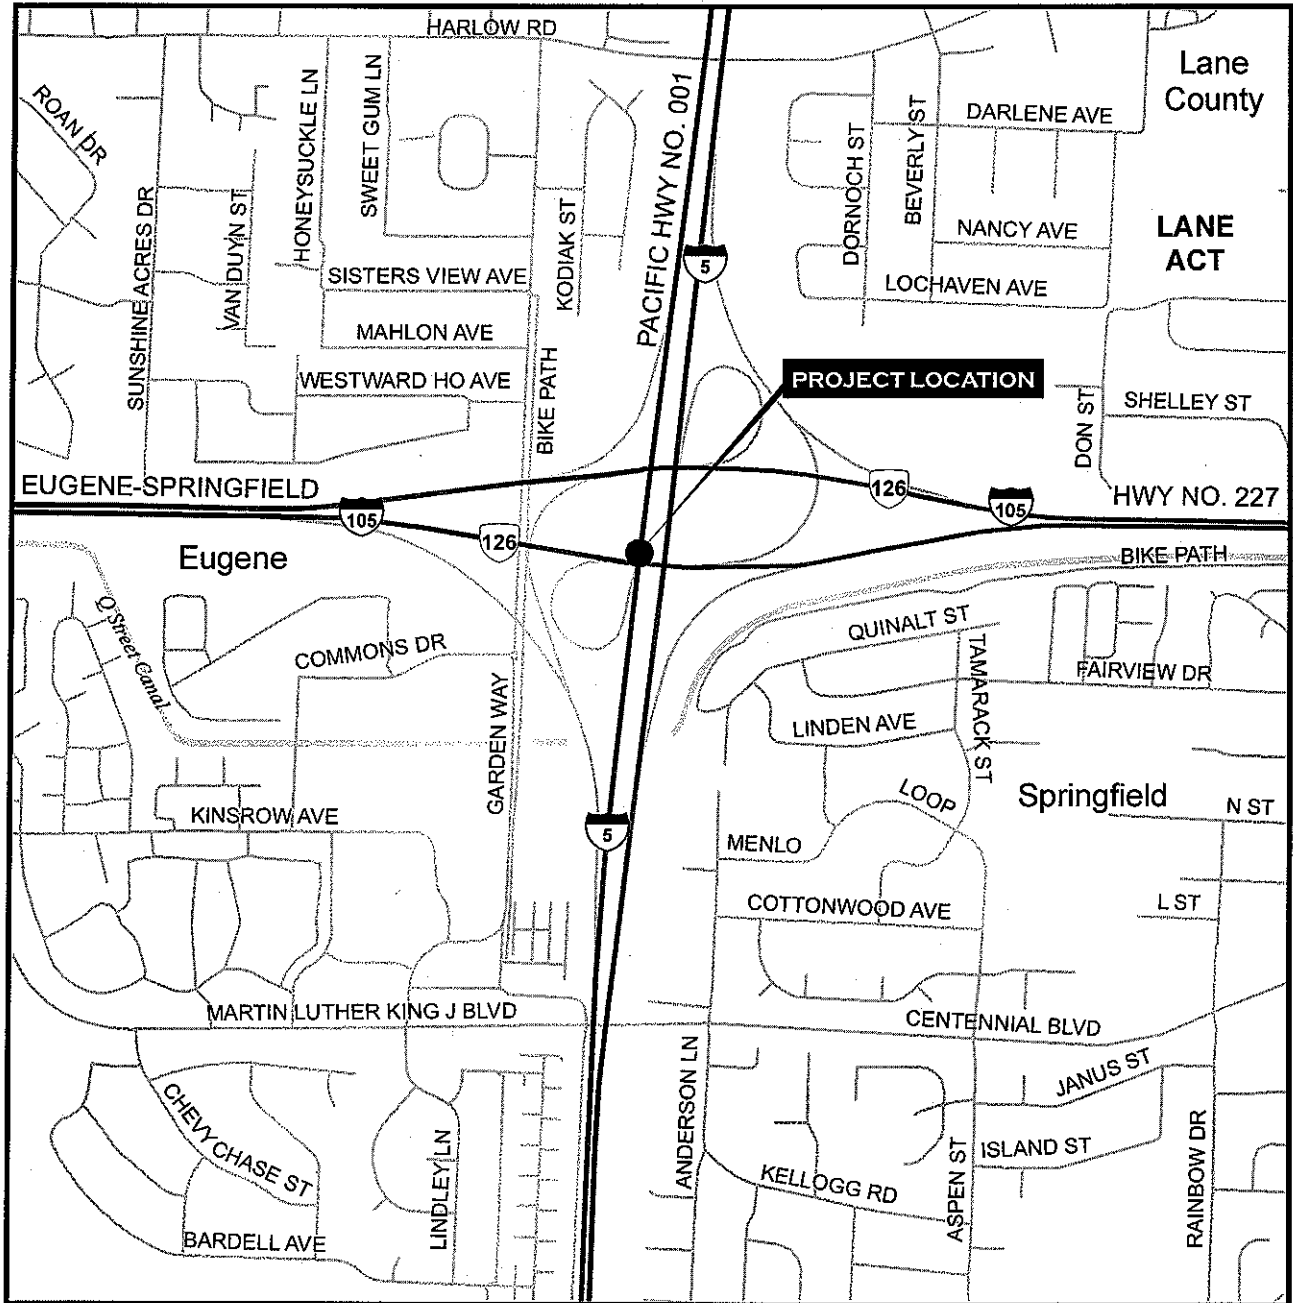 HARLOW RD
Lane
County
ROAN DR
HONEYSUCKLE LN
SWEET GUM LN
PACIFIC HWY NO. 001
DARLENE AVE
DORNOCH ST
BEVERLY ST
SUNSHINE ACRES DR
VAN DUYN ST
KODIAK ST
NANCY AVE
LANE
ACT
5
SISTERS VIEW AVE
LOCHAVEN AVE
MAHLON AVE
WESTWARD HO AVE
BIKE PATH
PROJECT LOCATION
DON ST
SHELLEY ST
EUGENE-SPRINGFIELD
105
126
126
105
HWY NO. 227
Eugene
BIKE PATH
Q Street Canal
COMMONS DR
QUINALT ST
TAMARACK ST
FAIRVIEW DR
GARDEN WAY
LINDEN AVE
LOOP
Springfield
N ST
KINSROW AVE
5
MENLO
COTTONWOOD AVE
L ST
MARTIN LUTHER KING J BLVD
CENTENNIAL BLVD
ANDERSON LN
JANUS ST
CHEVY CHASE ST
LINDLEY LN
ISLAND ST
KELLOGG RD
ASPEN ST
RAINBOW DR
BARDELL AVE